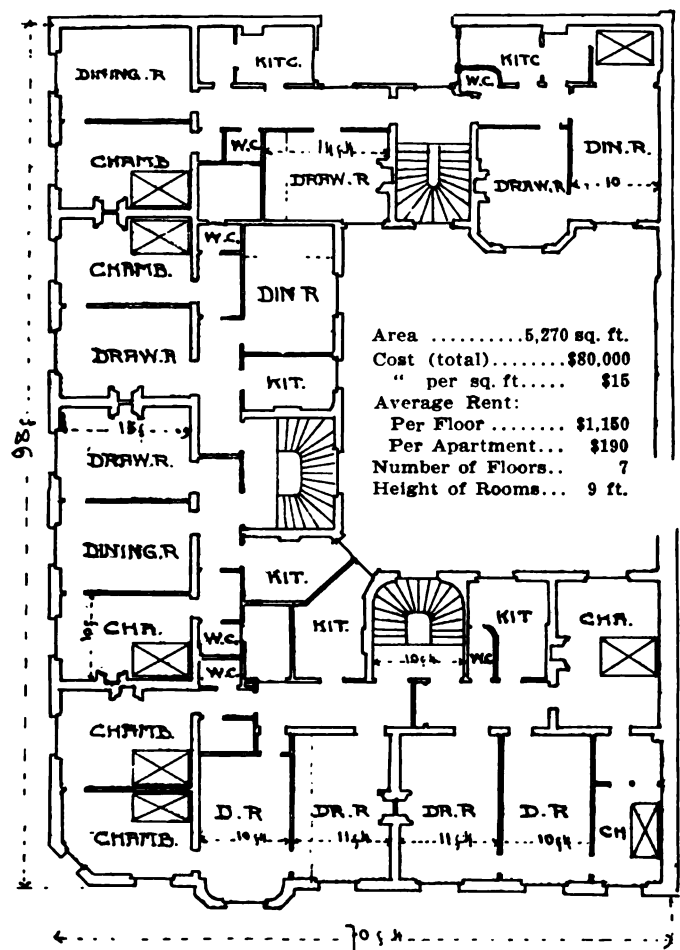 KITC.
KITC
DINING.R
W.C.
W.C.
14 ft
DIN.R.
CHAMB
DRAW.R
DRAW.R
10
W.C.
CHAMB.
DIN R
DRAW.R
KIT.
15 f
DRAW.R.
DINING.R
KIT.
10 f
CHA.
W.C.
W.C.
KIT.
10 ft
KIT
W.C.
CHA.
CHAMB.
D.R
DR.R
DR.R
D.R
CHAMB.
CH
10 ft
11 ft
11 ft
10 ft
98 f
70 ft
Area ..........5,270 sq. ft.
Cost (total)........$80,000
“ per sq. ft..... $15
Average Rent:
Per Floor ........ $1,150
Per Apartment... $190
Number of Floors.. 7
Height of Rooms... 9 ft.